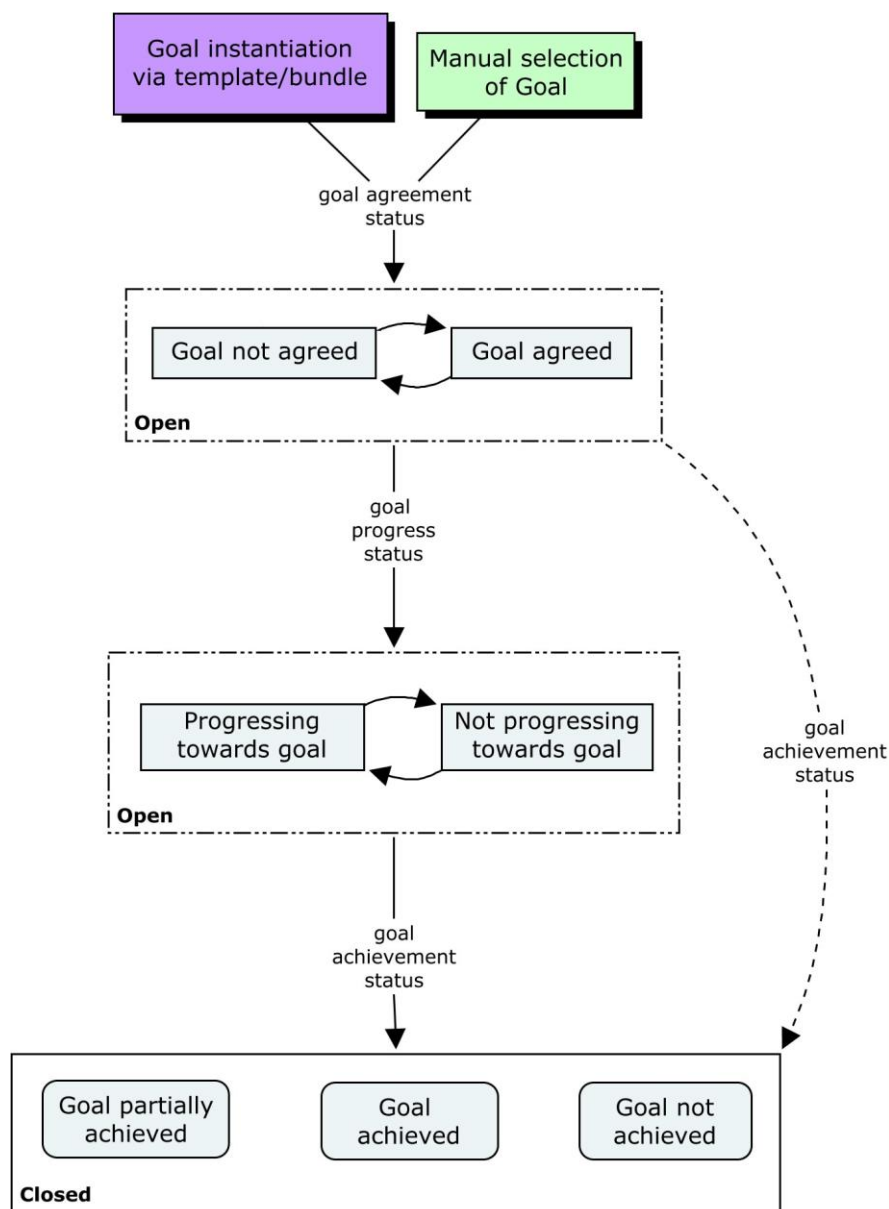 Goal instantiation
via template/bundle
Manual selection
of Goal
goal agreement
status
Goal not agreed
Goal agreed
Open
goal
progress
status
Progressing
towards goal
Not progressing
towards goal
Open
goal
achievement
status
goal
achievement
status
Goal partially
achieved
Goal
achieved
Goal not
achieved
Closed